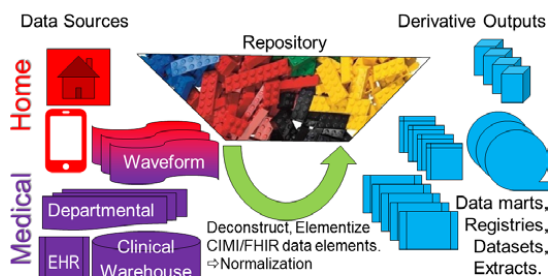 Data Sources
Repository
Derivative Outputs
Home
Waveform
Medical
Departmental
EHR
Clinical
Warehouse
Deconstruct, Elementize
CIMI/FHIR data elements.
⇨Normalization
Data marts,
Registries,
Datasets,
Extracts.